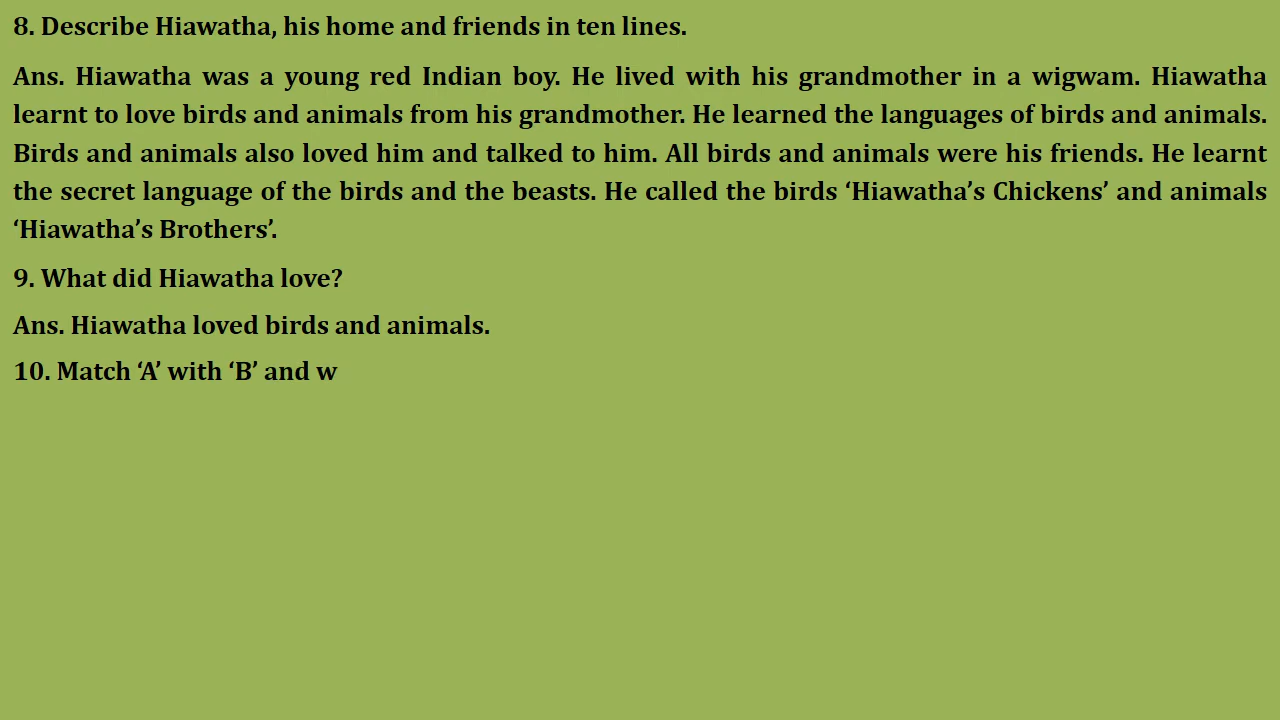 8. Describe Hiawatha, his home and friends in ten lines.
Ans. Hiawatha was a young red Indian boy. He lived with his grandmother in a wigwam. Hiawatha
learnt to love birds and animals from his grandmother. He learned the languages of birds and animals.
Birds and animals also loved him and talked to him. All birds and animals were his friends. He learnt
the secret language of the birds and the beasts. He called the birds ‘Hiawatha’s Chickens’ and animals
‘Hiawatha’s Brothers’.
9. What did Hiawatha love?
Ans. Hiawatha loved birds and animals.
10. Match ‘A’ with ‘B’ and w